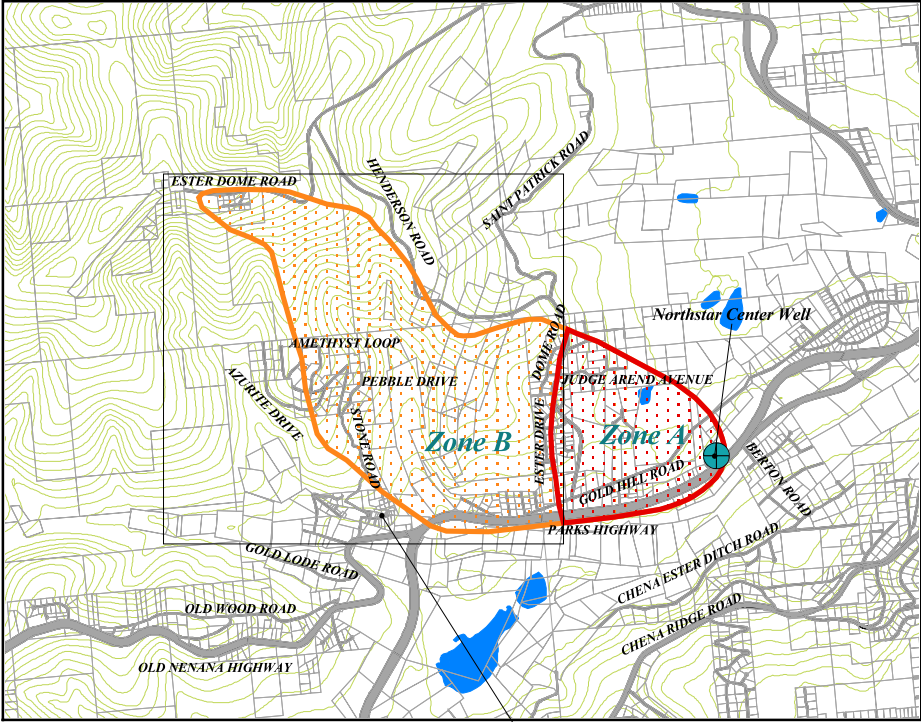 ESTER DOME ROAD
HENDERSON ROAD
SAINT PATRICK ROAD
Northstar Center Well
AMETHYST LOOP
DOME ROAD
PEBBLE DRIVE
JUDGE AREND AVENUE
AZURITE DRIVE
STONE ROAD
Zone B
ESTER DRIVE
Zone A
GOLD HILL ROAD
BERTON ROAD
PARKS HIGHWAY
GOLD LODE ROAD
CHENA ESTER DITCH ROAD
OLD WOOD ROAD
CHENA RIDGE ROAD
OLD NENANA HIGHWAY